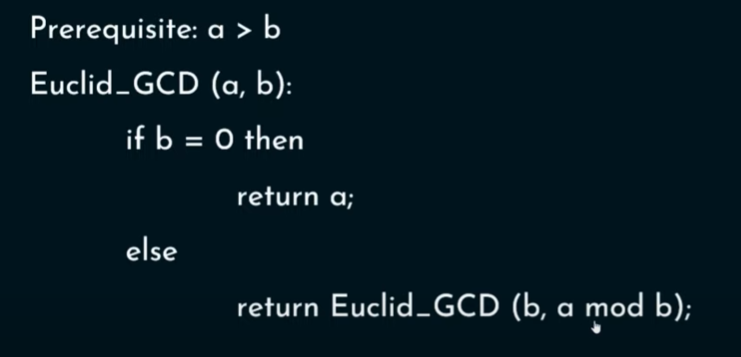 Prerequisite: a > b
Euclid_GCD (a, b):
if b = 0 then
return a;
else
return Euclid_GCD (b, a mod b);